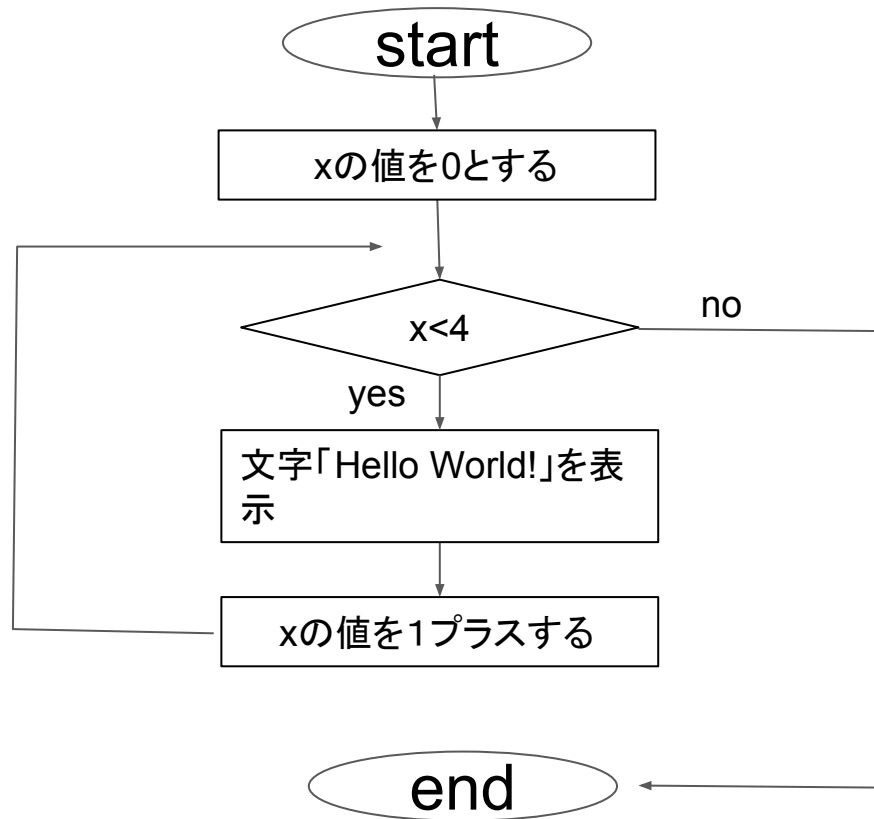 start
xの値を0とする
x<4
no
yes
文字「Hello World!」を表
示
xの値を1プラスする
end